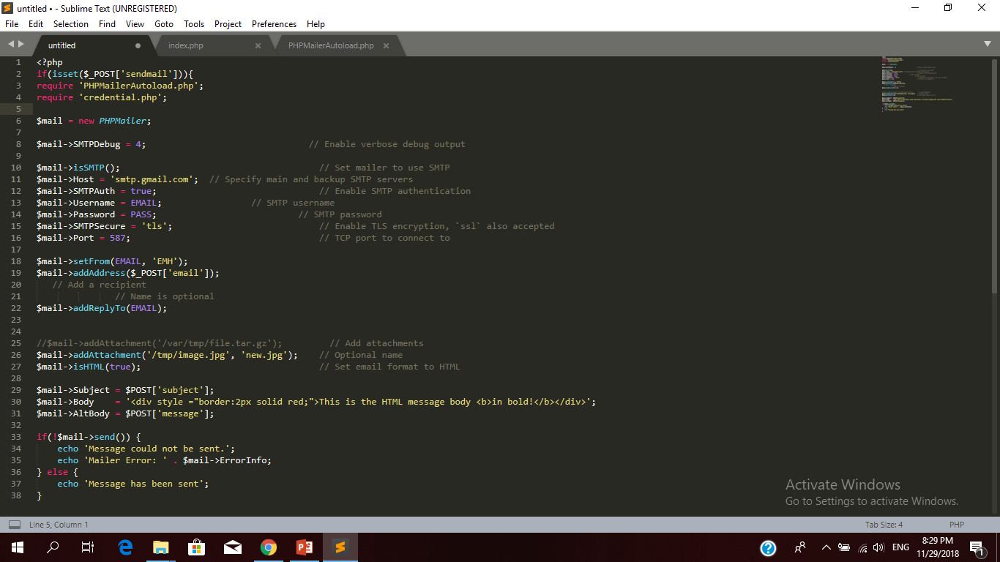 untitled • - Sublime Text (UNREGISTERED)
File Edit Selection Find View Goto Tools Project Preferences Help
untitled index.php PHPMailerAutoload.php
1 <?php
2 if(isset($_POST['sendmail'])){
3 require 'PHPMailerAutoload.php';
4 require 'credential.php';
5
6 $mail = new PHPMailer;
7
8 $mail->SMTPDebug = 4; // Enable verbose debug output
9
10 $mail->isSMTP(); // Set mailer to use SMTP
11 $mail->Host = 'smtp.gmail.com'; // Specify main and backup SMTP servers
12 $mail->SMTPAuth = true; // Enable SMTP authentication
13 $mail->Username = EMAIL; // SMTP username
14 $mail->Password = PASS; // SMTP password
15 $mail->SMTPSecure = 'tls'; // Enable TLS encryption, `ssl` also accepted
16 $mail->Port = 587; // TCP port to connect to
17
18 $mail->setFrom(EMAIL, 'EMH');
19 $mail->addAddress($_POST['email']);
20 // Add a recipient
21 // Name is optional
22 $mail->addReplyTo(EMAIL);
23
24
25 //$mail->addAttachment('/var/tmp/file.tar.gz'); // Add attachments
26 $mail->addAttachment('/tmp/image.jpg', 'new.jpg'); // Optional name
27 $mail->isHTML(true); // Set email format to HTML
28
29 $mail->Subject = $POST['subject'];
30 $mail->Body = '<div style ="border:2px solid red;">This is the HTML message body <b>in bold!</b></div>';
31 $mail->AltBody = $POST['message'];
32
33 if(!$mail->send()) {
34 echo 'Message could not be sent.';
35 echo 'Mailer Error: ' . $mail->ErrorInfo;
36 } else {
37 echo 'Message has been sent';
38 }
Activate Windows
Go to Settings to activate Windows.
Line 5, Column 1 Tab Size: 4 PHP
ENG 8:29 PM
11/29/2018
1